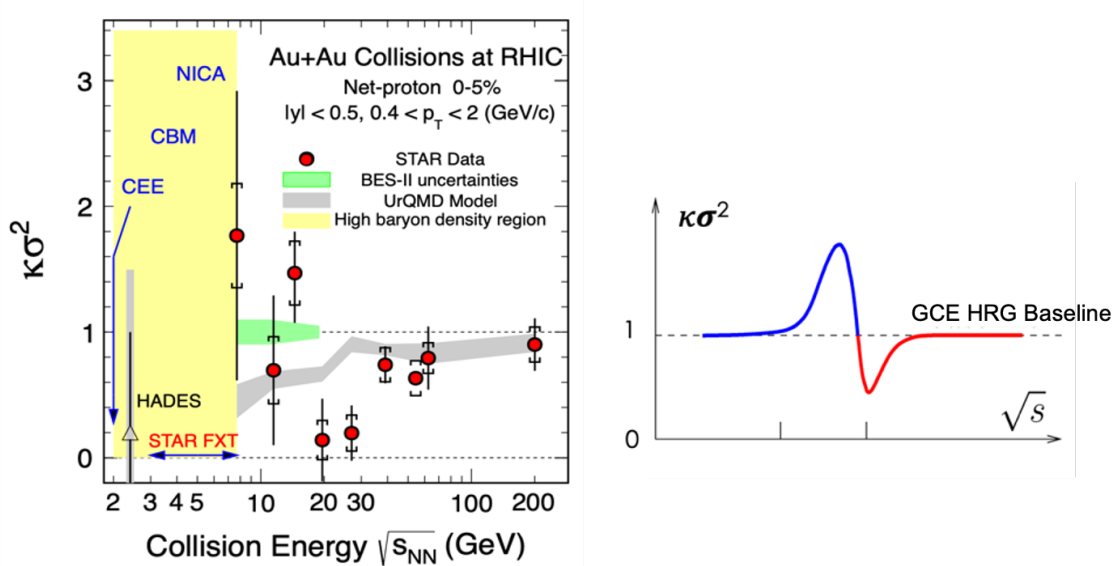 Au+Au Collisions at RHIC
Net-proton 0-5%
|y| < 0.5, 0.4 < p_T < 2 (GeV/c)
STAR Data
BES-II uncertainties
UrQMD Model
High baryon density region
NICA
CBM
CEE
HADES
STAR FXT
κσ²
3
2
1
0
2 3 4 5 10 20 30 100 200
Collision Energy √s_NN (GeV)
κσ²
GCE HRG Baseline
1
0
√s